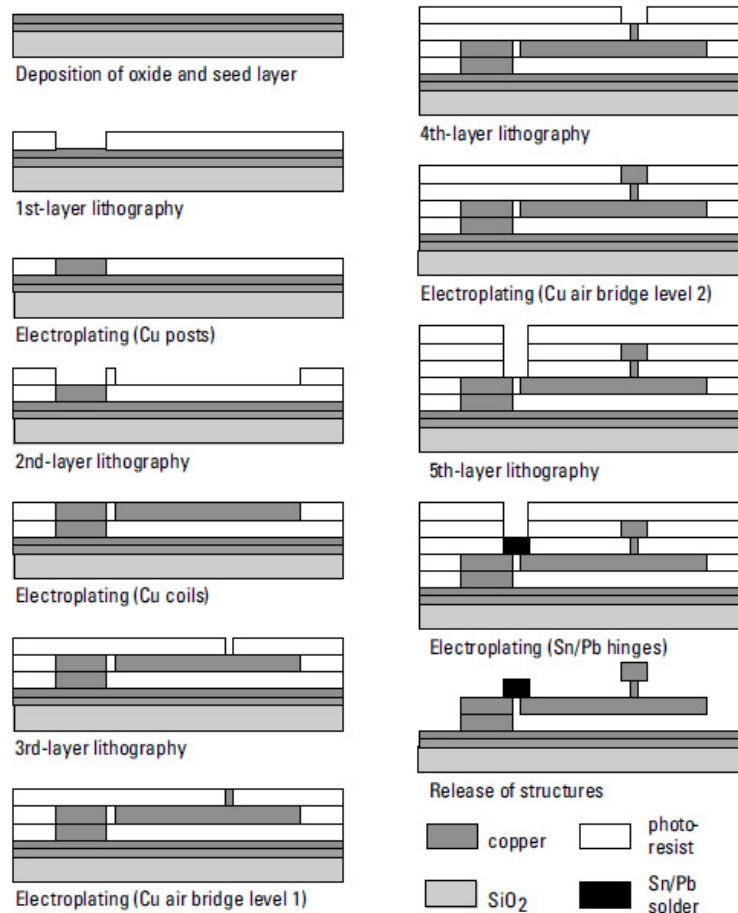 Deposition of oxide and seed layer
1st-layer lithography
Electroplating (Cu posts)
2nd-layer lithography
Electroplating (Cu coils)
3rd-layer lithography
Electroplating (Cu air bridge level 1)
4th-layer lithography
Electroplating (Cu air bridge level 2)
5th-layer lithography
Electroplating (Sn/Pb hinges)
Release of structures
copper
photo-
resist
SiO2
Sn/Pb
solder